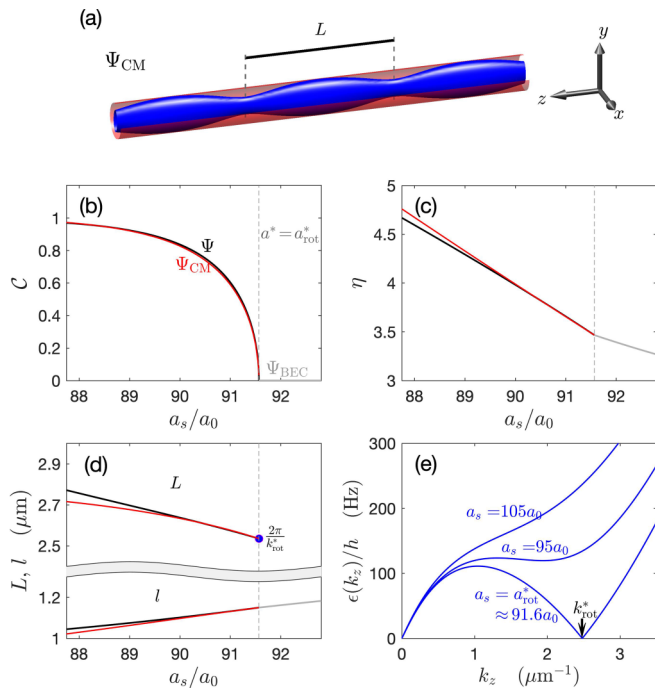 (a)
L
Ψ_CM
y
z
x
(b)
1
0.8
0.6
0.4
0.2
0
C
Ψ
Ψ_CM
a* = a*_rot
Ψ_BEC
88 89 90 91 92
a_s/a_0
(c)
5
4.5
4
3.5
3
η
88 89 90 91 92
a_s/a_0
(d)
2.9
2.7
2.5
1.2
1
L, l (μm)
L
2π
k*_rot
l
88 89 90 91 92
a_s/a_0
(e)
300
200
100
0
ϵ(k_z)/h (Hz)
a_s = 105a_0
a_s = 95a_0
a_s = a*_rot
≈ 91.6a_0
k*_rot
0 1 2 3
k_z (μm⁻¹)